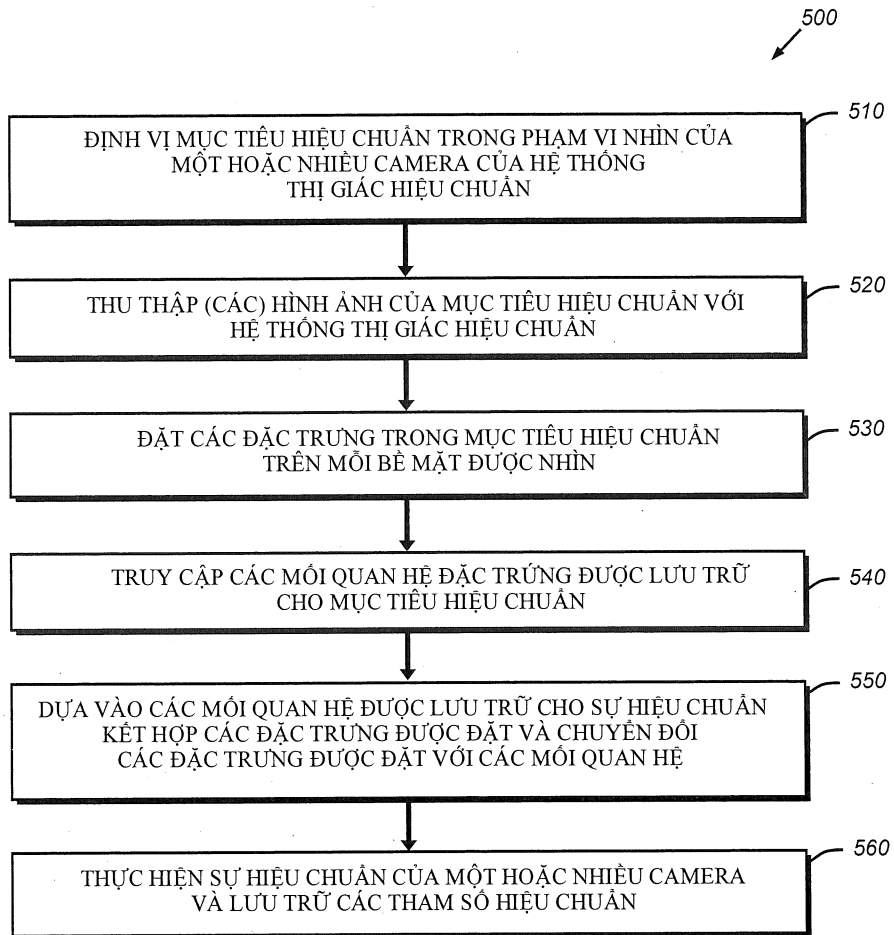 500
510
ĐỊNH VỊ MỤC TIÊU HIỆU CHUẨN TRONG PHẠM VI NHÌN CỦA
MỘT HOẶC NHIỀU CAMERA CỦA HỆ THỐNG
THỊ GIÁC HIỆU CHUẨN
520
THU THẬP (CÁC) HÌNH ẢNH CỦA MỤC TIÊU HIỆU CHUẨN VỚI
HỆ THỐNG THỊ GIÁC HIỆU CHUẨN
530
ĐẶT CÁC ĐẶC TRƯNG TRONG MỤC TIÊU HIỆU CHUẨN
TRÊN MỖI BỀ MẶT ĐƯỢC NHÌN
540
TRUY CẬP CÁC MỐI QUAN HỆ ĐẶC TRỨNG ĐƯỢC LƯU TRỮ
CHO MỤC TIÊU HIỆU CHUẨN
550
DỰA VÀO CÁC MỐI QUAN HỆ ĐƯỢC LƯU TRỮ CHO SỰ HIỆU CHUẨN
KẾT HỢP CÁC ĐẶC TRƯNG ĐƯỢC ĐẶT VÀ CHUYỂN ĐỔI
CÁC ĐẶC TRƯNG ĐƯỢC ĐẶT VỚI CÁC MỐI QUAN HỆ
560
THỰC HIỆN SỰ HIỆU CHUẨN CỦA MỘT HOẶC NHIỀU CAMERA
VÀ LƯU TRỮ CÁC THAM SỐ HIỆU CHUẨN